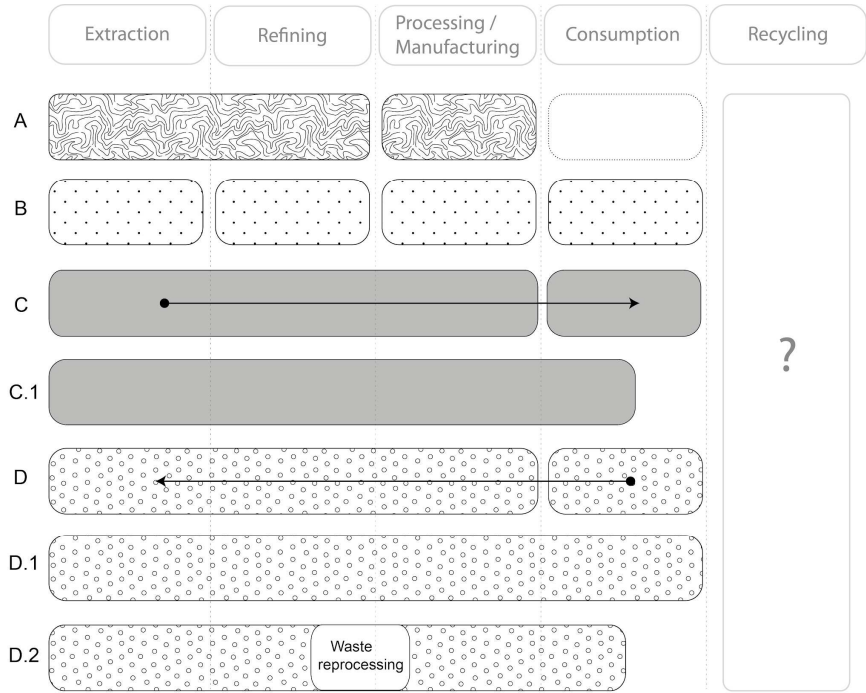 Extraction
Refining
Processing /
Manufacturing
Consumption
Recycling
A
B
C
C.1
D
D.1
D.2
Waste
reprocessing
?